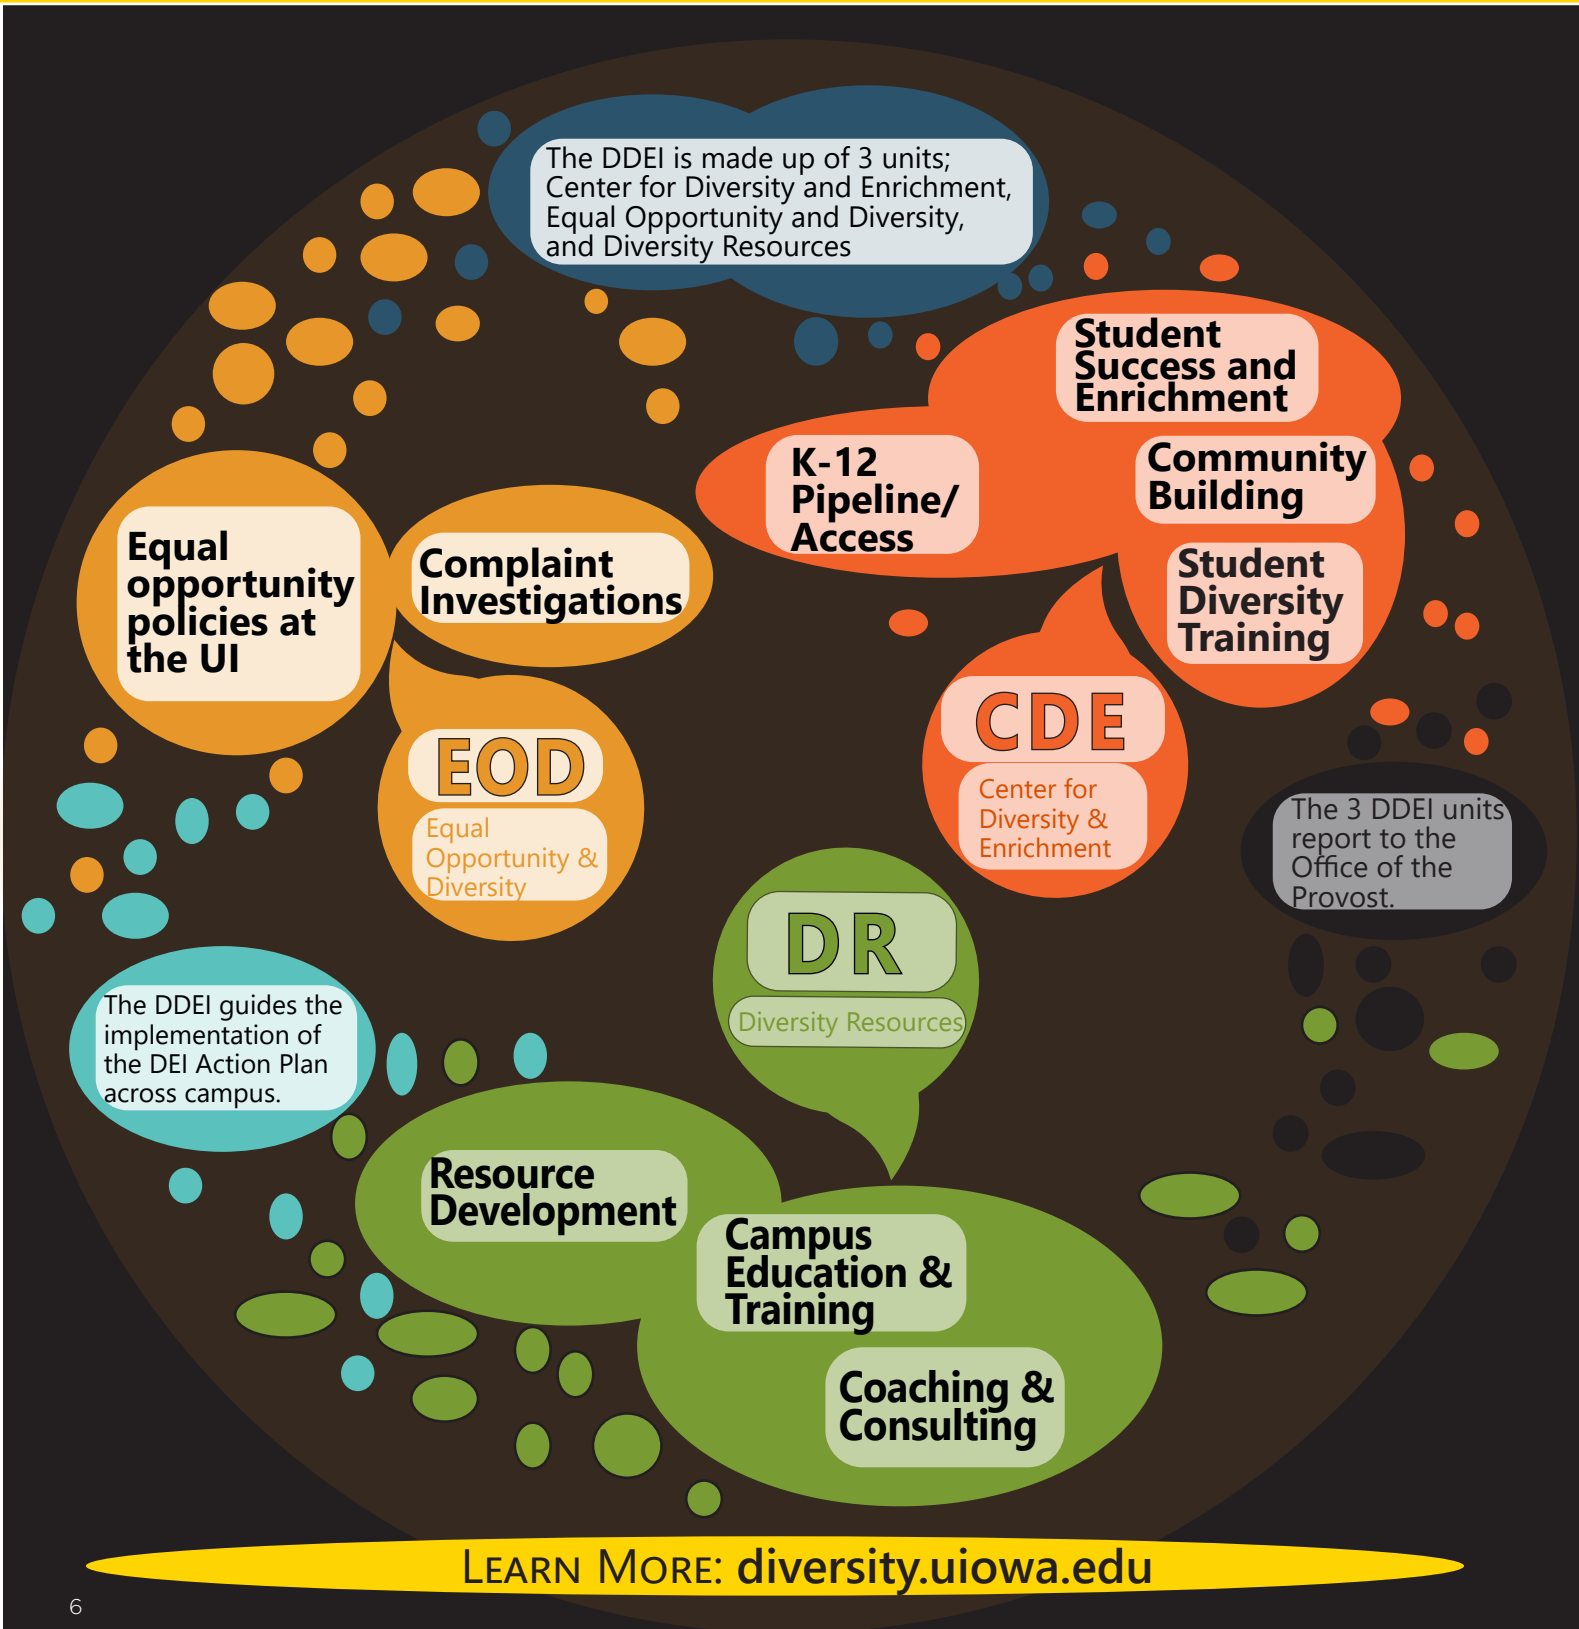 The DDEI is made up of 3 units;
Center for Diversity and Enrichment,
Equal Opportunity and Diversity,
and Diversity Resources
Student
Success and
Enrichment
K-12
Pipeline/
Access
Community
Building
Student
Diversity
Training
Equal
opportunity
policies at
the UI
Complaint
Investigations
CDE
Center for
Diversity &
Enrichment
EOD
Equal
Opportunity &
Diversity
The 3 DDEI units
report to the
Office of the
Provost.
DR
Diversity Resources
The DDEI guides the
implementation of
the DEI Action Plan
across campus.
Resource
Development
Campus
Education &
Training
Coaching &
Consulting
LEARN MORE: diversity.uiowa.edu
6